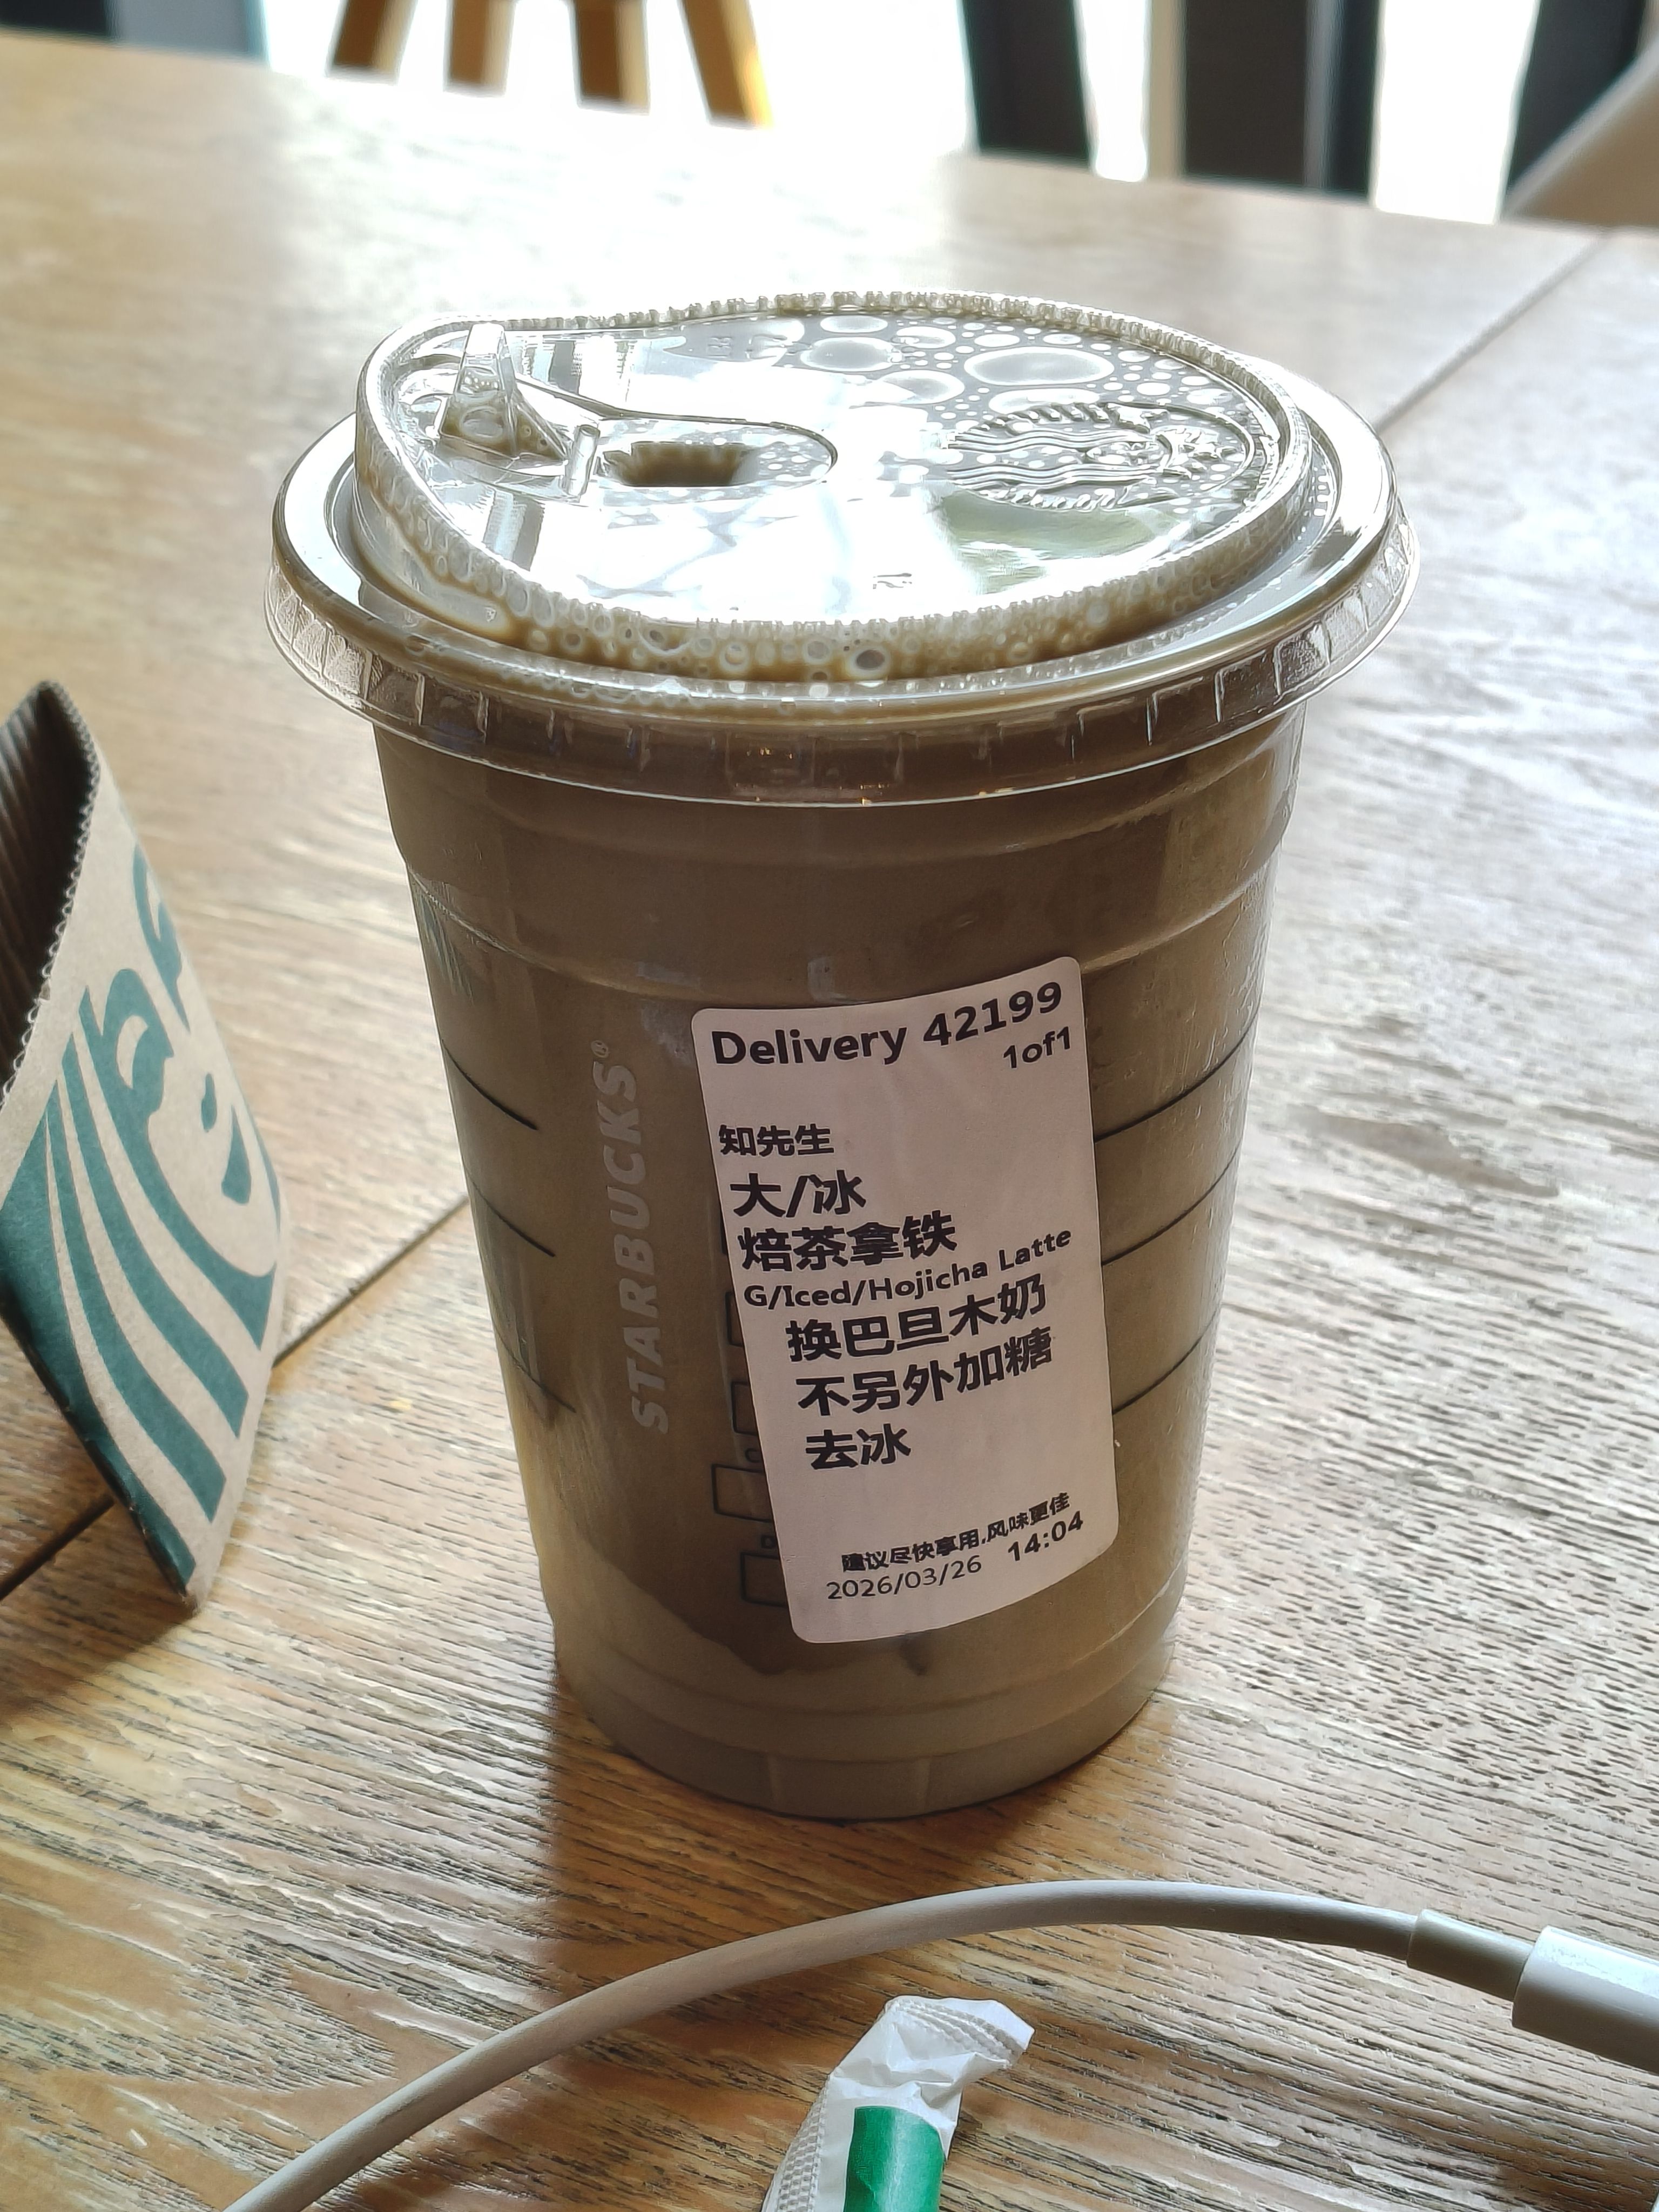 Delivery 42199
1of1
知先生
大/冰
焙茶拿铁
G/Iced/Hojicha Latte
换巴旦木奶
不另外加糖
去冰
建议尽快享用,风味更佳
2026/03/26 14:04
STARBUCKS®